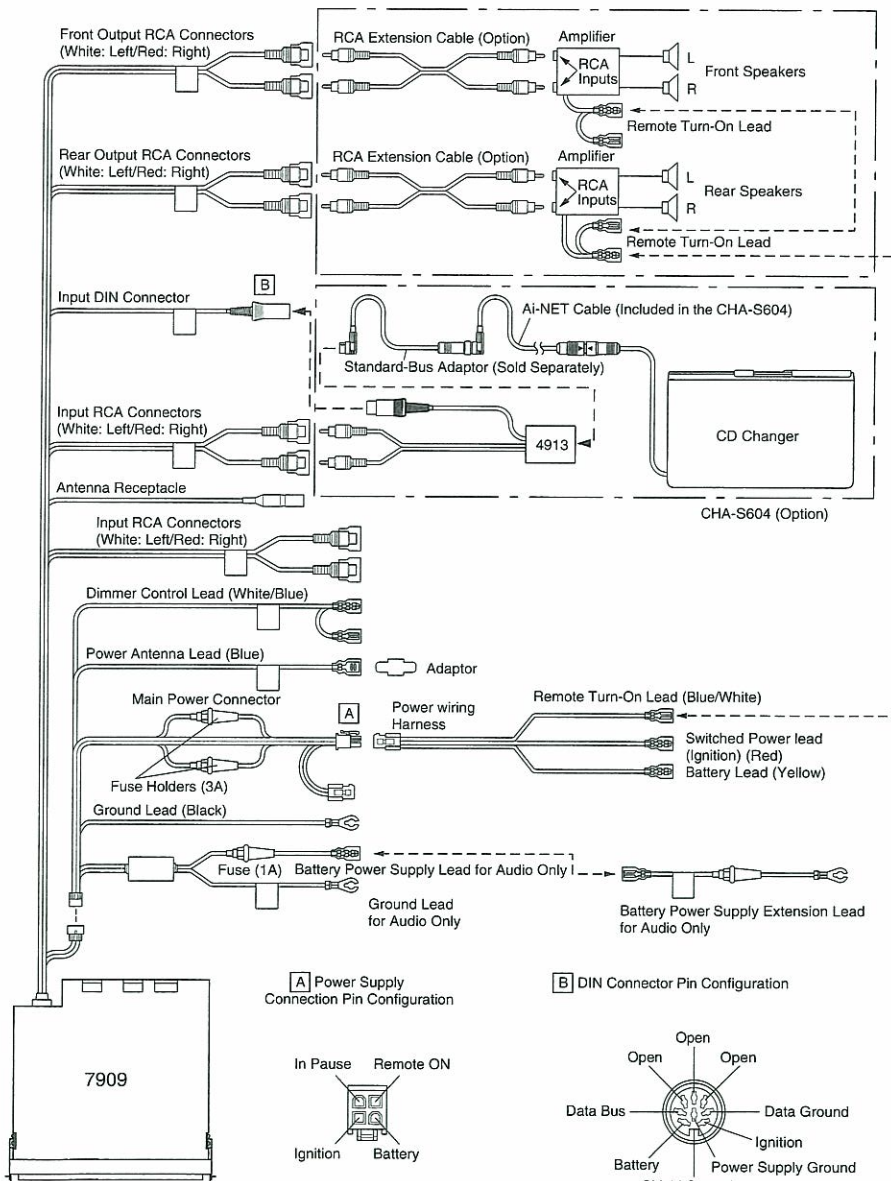 Front Output RCA Connectors
(White: Left/Red: Right)
RCA Extension Cable (Option)
Amplifier
RCA
Inputs
L
R
Front Speakers
Remote Turn-On Lead
Rear Output RCA Connectors
(White: Left/Red: Right)
RCA Extension Cable (Option)
Amplifier
RCA
Inputs
L
R
Rear Speakers
Remote Turn-On Lead
B
Input DIN Connector
Ai-NET Cable (Included in the CHA-S604)
Standard-Bus Adaptor (Sold Separately)
Input RCA Connectors
(White: Left/Red: Right)
4913
CD Changer
Antenna Receptacle
CHA-S604 (Option)
Input RCA Connectors
(White: Left/Red: Right)
Dimmer Control Lead (White/Blue)
Power Antenna Lead (Blue)
Adaptor
Main Power Connector
A
Power wiring
Harness
Remote Turn-On Lead (Blue/White)
Switched Power lead
(Ignition) (Red)
Battery Lead (Yellow)
Fuse Holders (3A)
Ground Lead (Black)
Fuse (1A)
Battery Power Supply Lead for Audio Only
Ground Lead
for Audio Only
Battery Power Supply Extension Lead
for Audio Only
A Power Supply
Connection Pin Configuration
B DIN Connector Pin Configuration
7909
In Pause
Remote ON
Ignition
Battery
Open
Open
Open
Data Bus
Data Ground
Ignition
Battery
Power Supply Ground